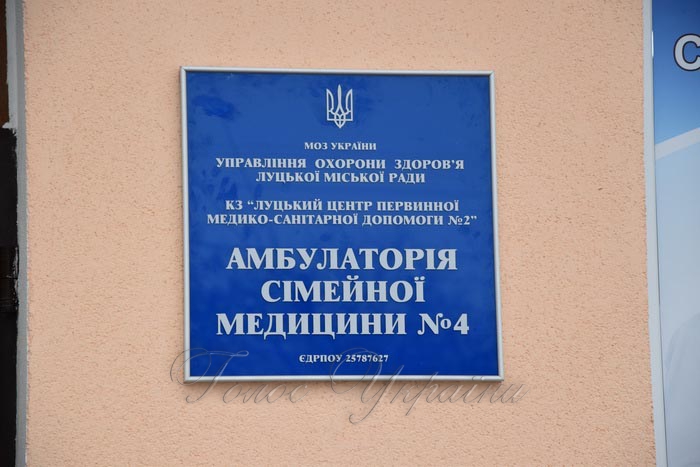 МОЗ УКРАЇНИ
УПРАВЛІННЯ ОХОРОНИ ЗДОРОВ'Я
ЛУЦЬКОЇ МІСЬКОЇ РАДИ
КЗ "ЛУЦЬКИЙ ЦЕНТР ПЕРВИННОЇ
МЕДИКО-САНІТАРНОЇ ДОПОМОГИ №2"
АМБУЛАТОРІЯ
СІМЕЙНОЇ
МЕДИЦИНИ №4
ЄДРПОУ 25787627
Голос України
С